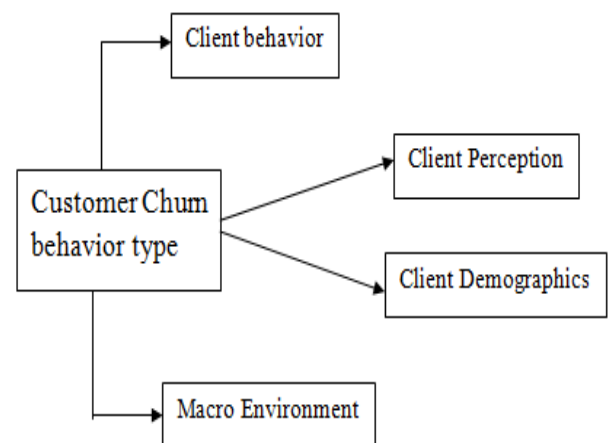 Client behavior
Client Perception
Customer Churn
behavior type
Client Demographics
Macro Environment